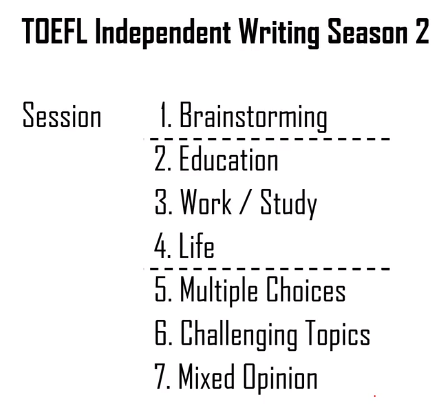 TOEFL Independent Writing Season 2
Session 1. Brainstorming
2. Education
3. Work / Study
4. Life
5. Multiple Choices
6. Challenging Topics
7. Mixed Opinion